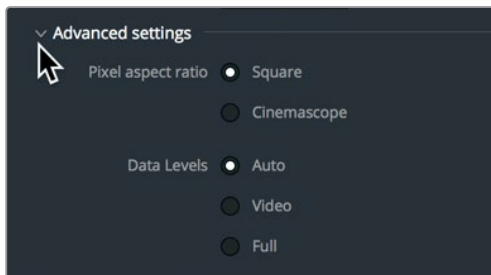 Advanced settings
Pixel aspect ratio Square
Cinemascope
Data Levels Auto
Video
Full